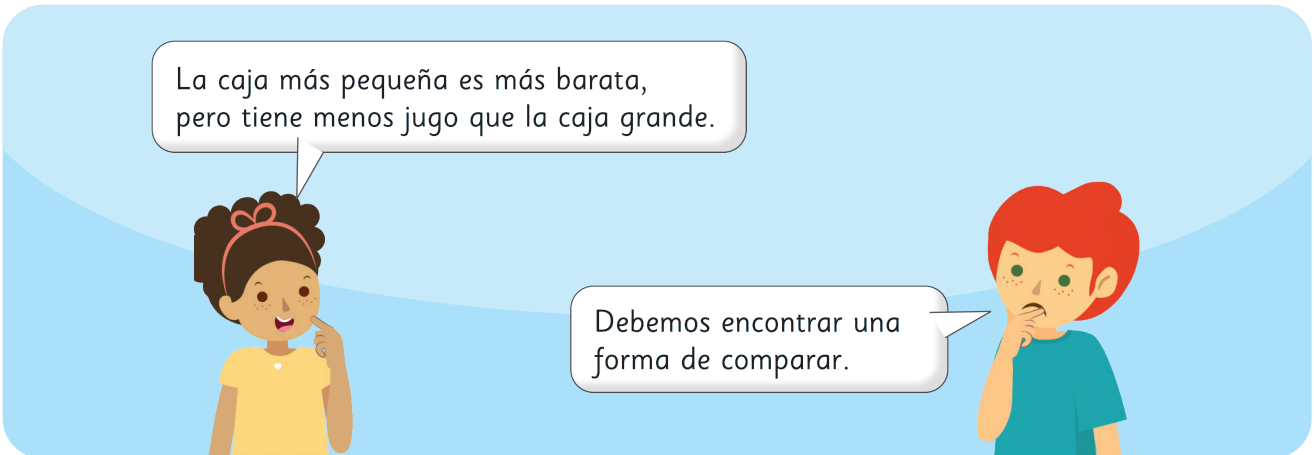 La caja más pequeña es más barata,
pero tiene menos jugo que la caja grande.
Debemos encontrar una
forma de comparar.